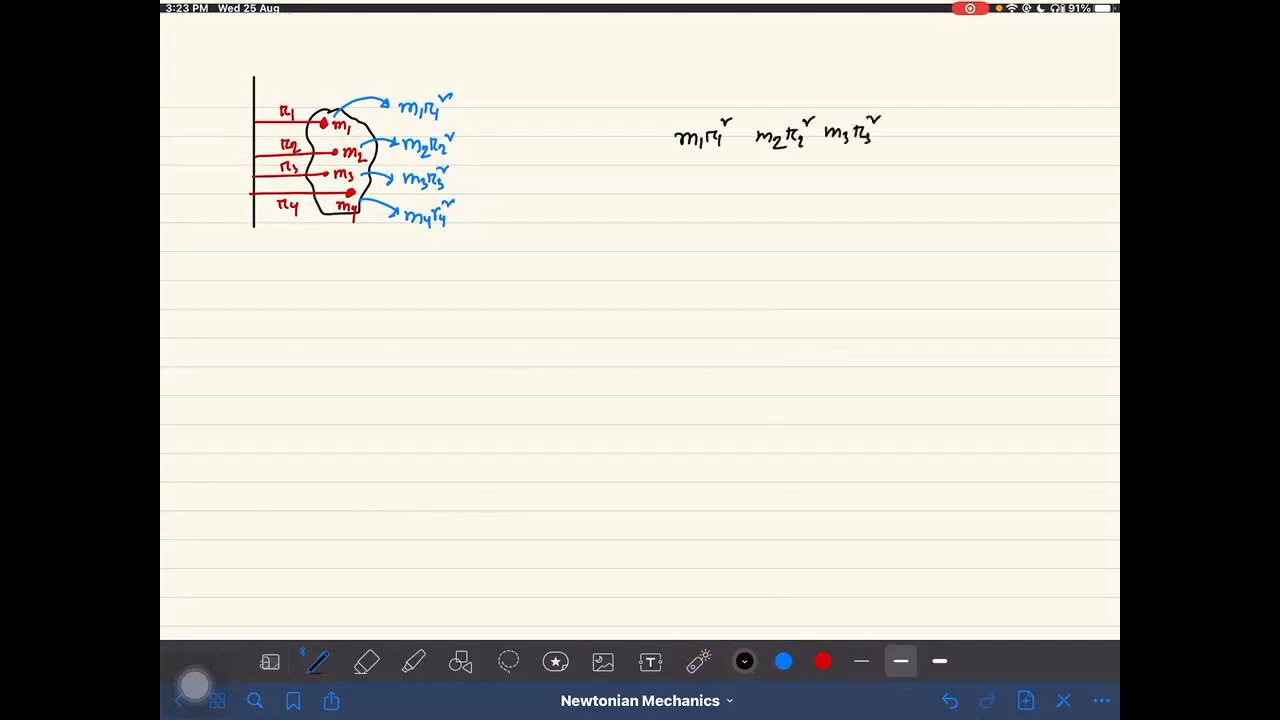 3:23 PM Wed 25 Aug 91%
r1 m1 m1r1²
r2 m2 m2r2²
r3 m3 m3r3²
r4 m4 m4r4²
m1r1² m2r2² m3r3²
T
Newtonian Mechanics